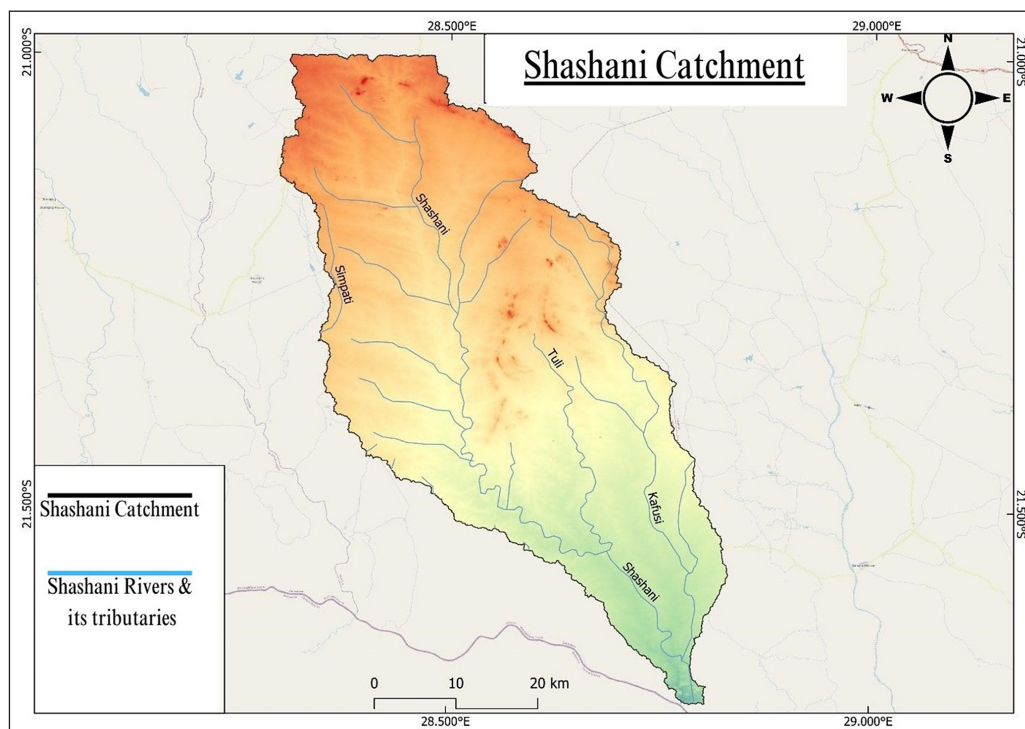 28.500°E
29.000°E
21.000°S
Shashani Catchment
21.000°S
N
W
E
S
Shashani
Simpati
Tuli
Kafusi
Shashani
21.500°S
21.500°S
Shashani Catchment
Shashani Rivers &
its tributaries
0 10 20 km
28.500°E
29.000°E